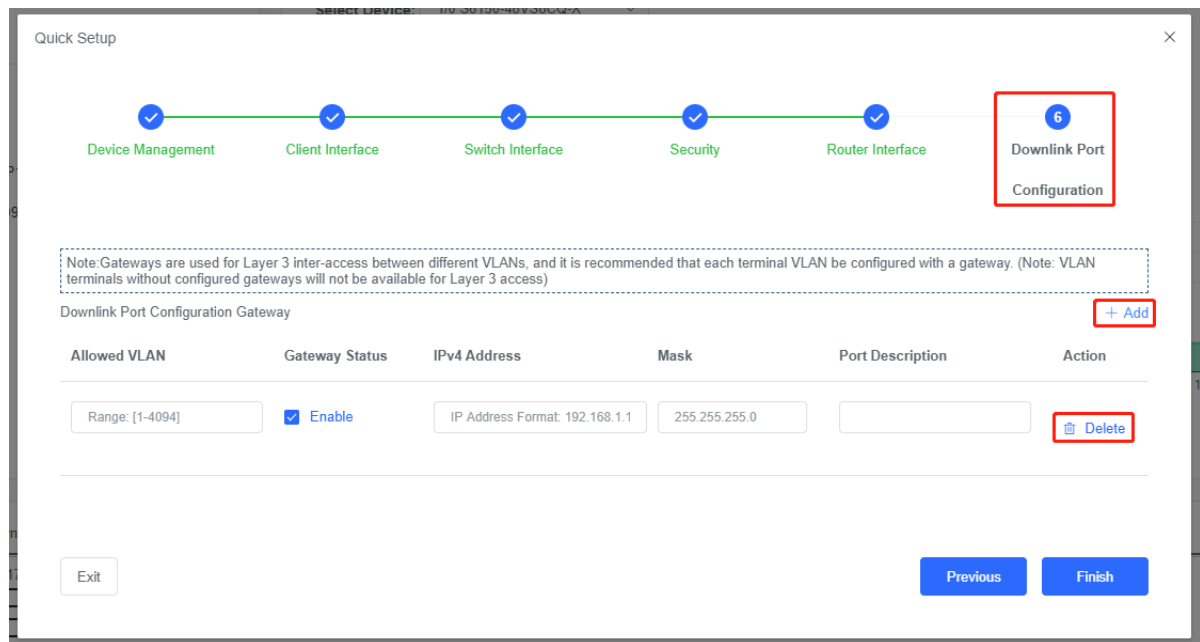 Select Device:
Quick Setup
6
Device Management
Client Interface
Switch Interface
Security
Router Interface
Downlink Port
Configuration
Note:Gateways are used for Layer 3 inter-access between different VLANs, and it is recommended that each terminal VLAN be configured with a gateway. (Note: VLAN
terminals without configured gateways will not be available for Layer 3 access)
Downlink Port Configuration Gateway
+ Add
Allowed VLAN
Gateway Status
IPv4 Address
Mask
Port Description
Action
Range: [1-4094]
Enable
IP Address Format: 192.168.1.1
255.255.255.0
Delete
Exit
Previous
Finish